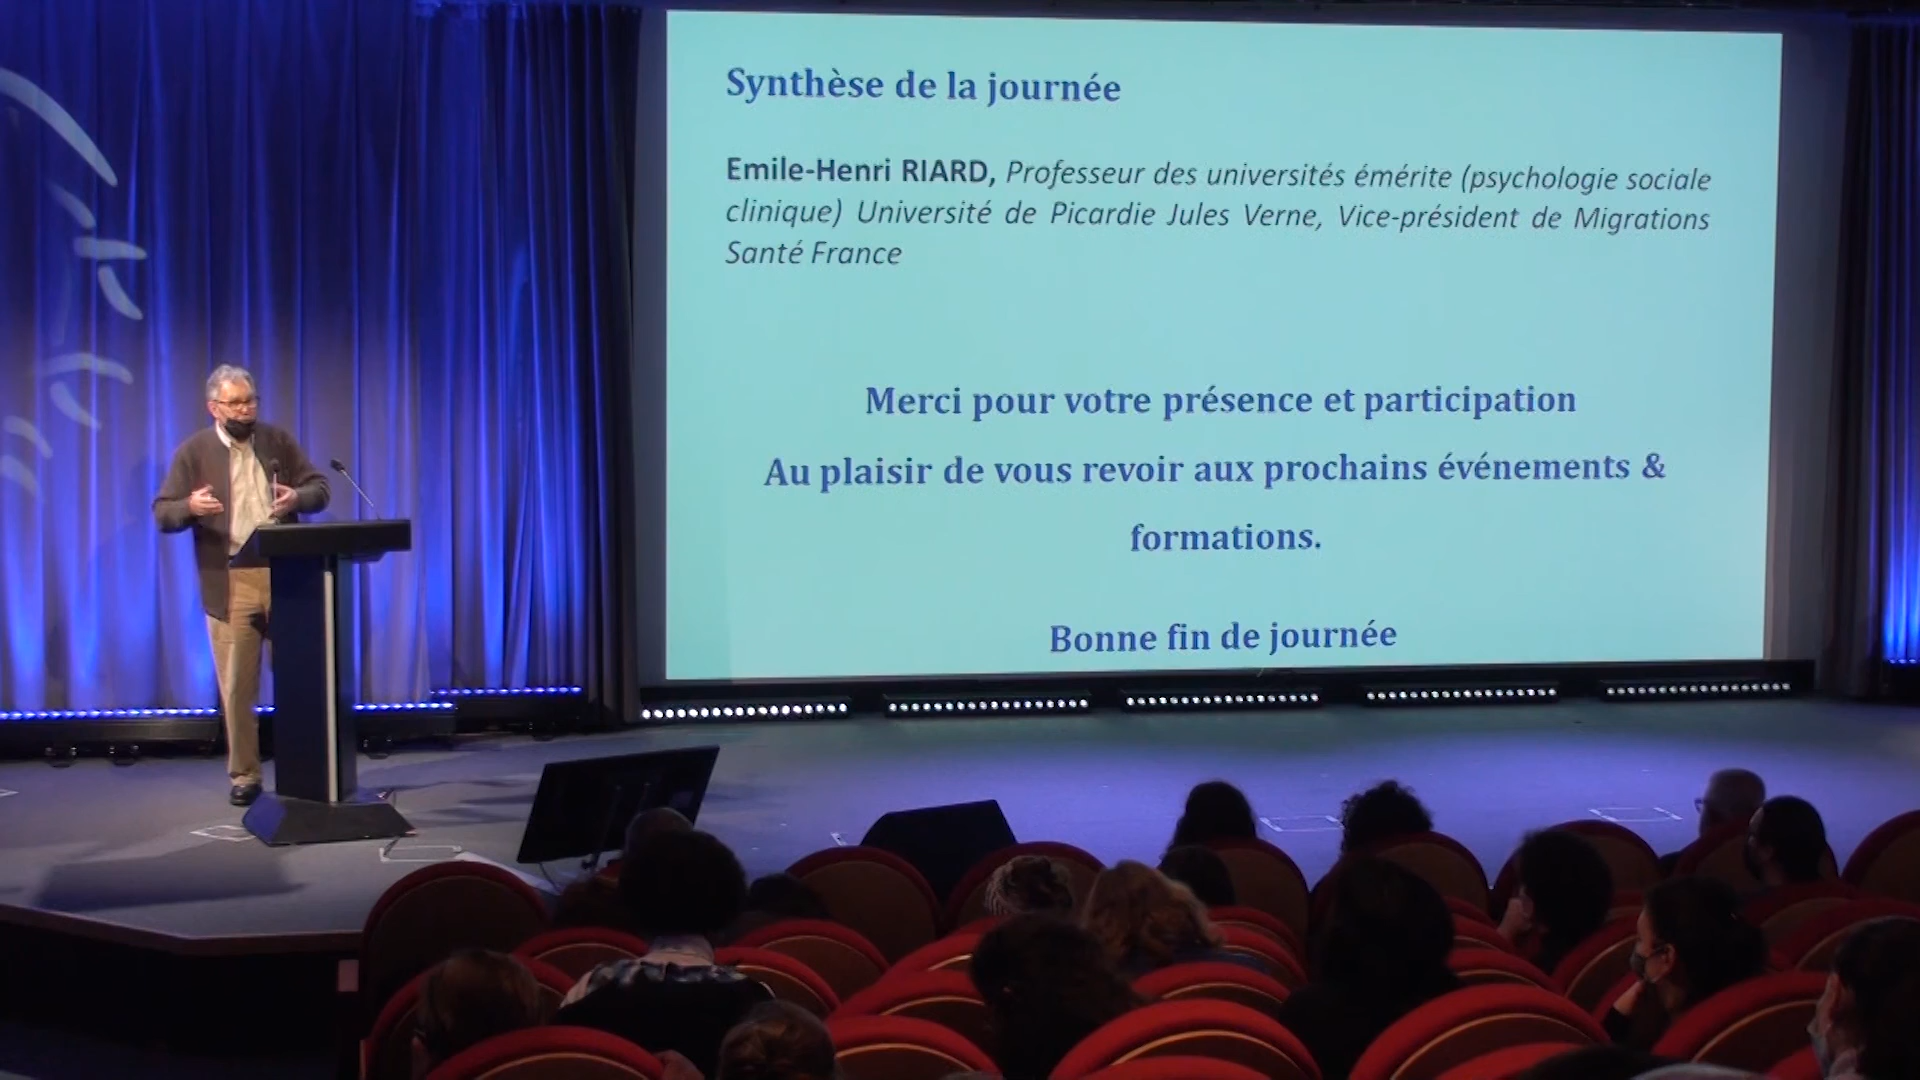 Synthèse de la journée
Emile-Henri RIARD, Professeur des universités émérite (psychologie sociale
clinique) Université de Picardie Jules Verne, Vice-président de Migrations
Santé France
Merci pour votre présence et participation
Au plaisir de vous revoir aux prochains événements &
formations.
Bonne fin de journée